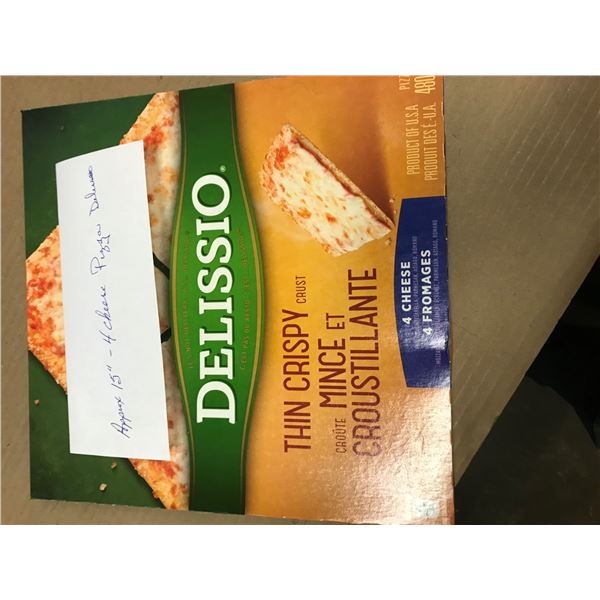 Approx 15" - 4 cheese Pizza Delissio
DELISSIO
THIN CRISPY CRUST
CROÛTE MINCE ET
CROUSTILLANTE
4 CHEESE
4 FROMAGES
PIZZ
480
PRODUCT OF U.S.A
PRODUIT DES É.-U.A.